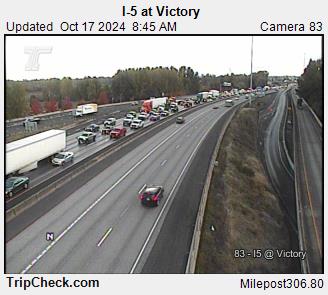 I-5 at Victory
Updated Oct 17 2024 8:45 AM Camera 83
Tr
N
83 - I5 @ Victory
TripCheck.com Milepost306.80